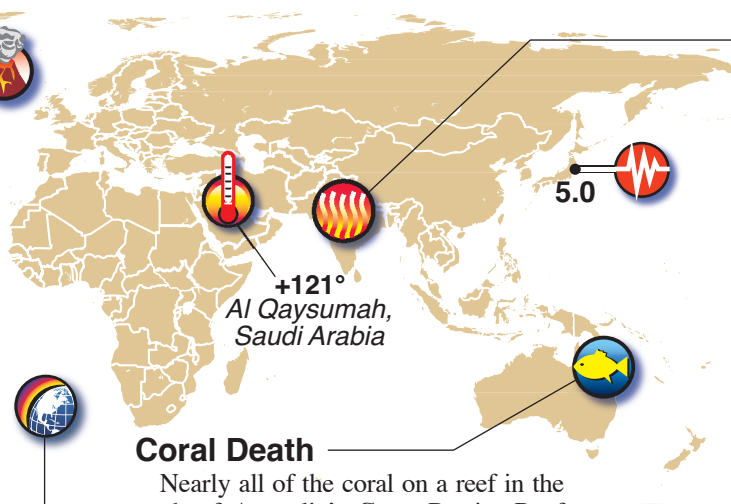 5.0
+121°
Al Qaysumah,
Saudi Arabia
Coral Death
Nearly all of the coral on a reef in the